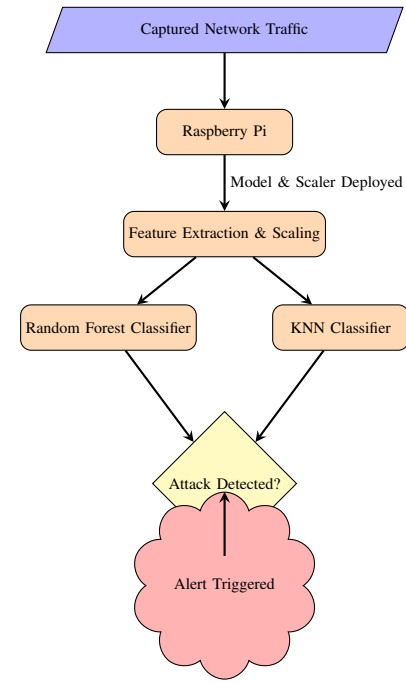 Captured Network Traffic
Raspberry Pi
Model & Scaler Deployed
Feature Extraction & Scaling
Random Forest Classifier
KNN Classifier
Attack Detected?
Alert Triggered